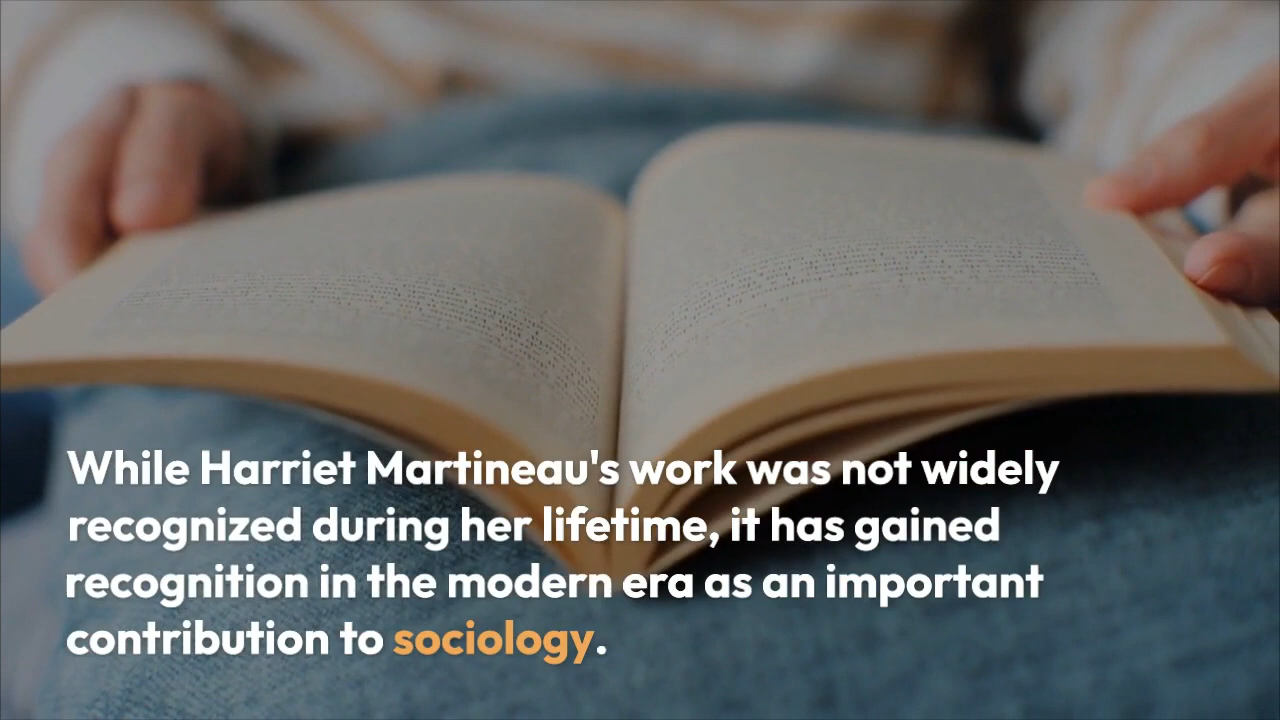 While Harriet Martineau's work was not widely
recognized during her lifetime, it has gained
recognition in the modern era as an important
contribution to sociology.